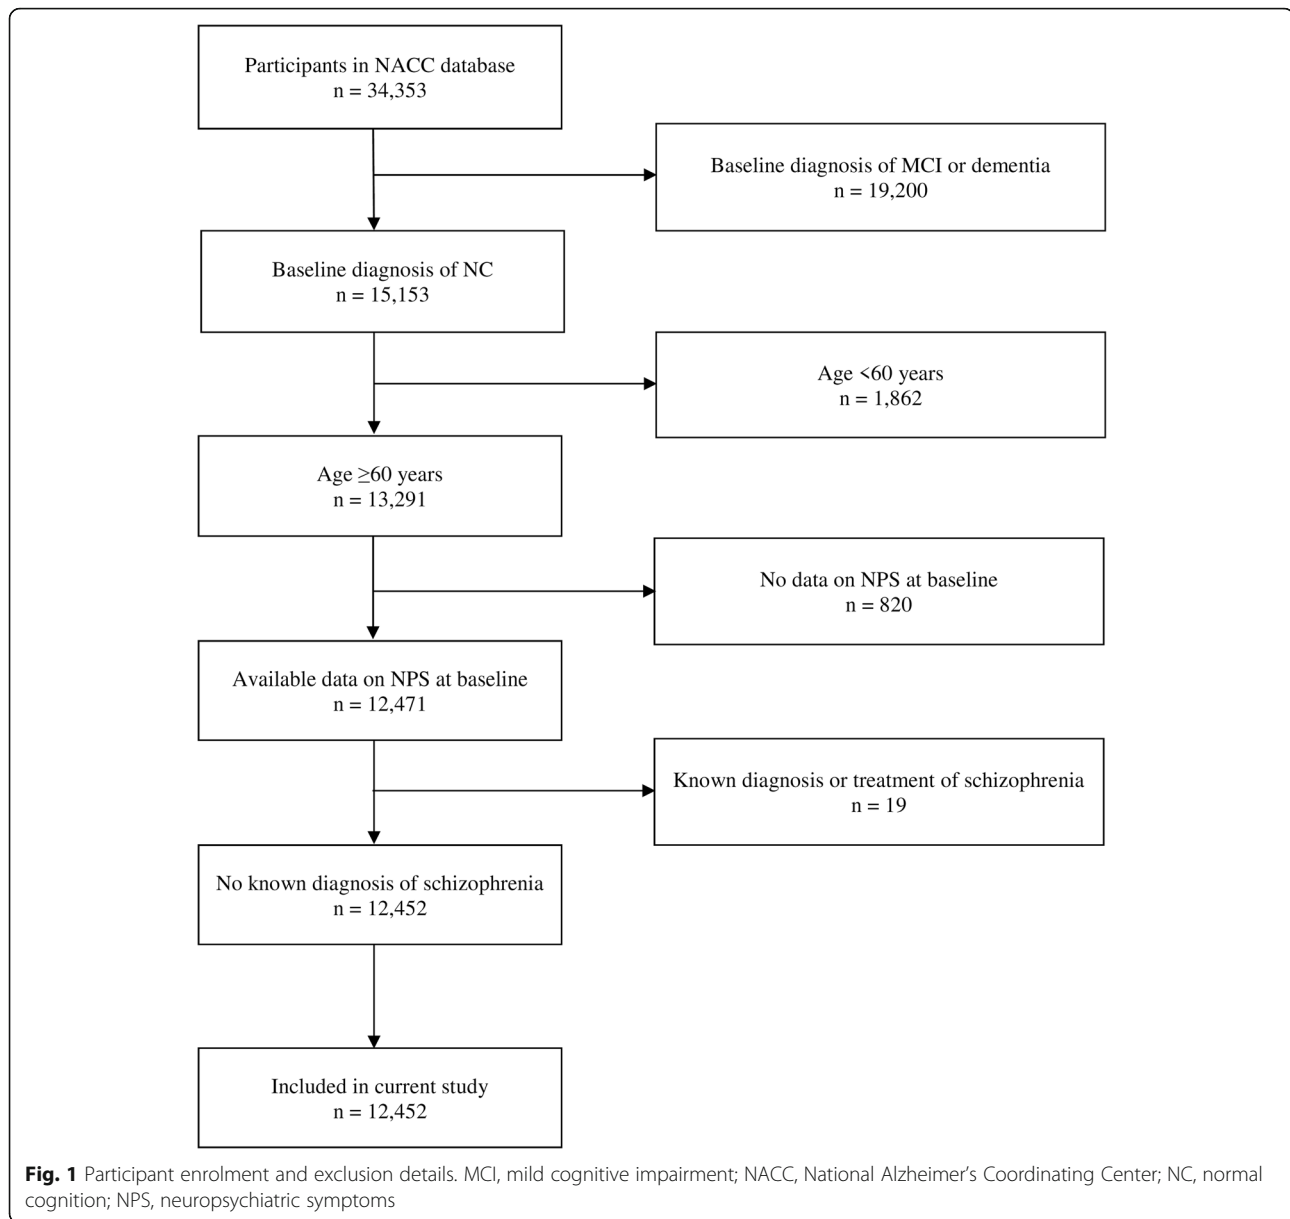 Participants in NACC database
n = 34,353
Baseline diagnosis of MCI or dementia
n = 19,200
Baseline diagnosis of NC
n = 15,153
Age <60 years
n = 1,862
Age ≥60 years
n = 13,291
No data on NPS at baseline
n = 820
Available data on NPS at baseline
n = 12,471
Known diagnosis or treatment of schizophrenia
n = 19
No known diagnosis of schizophrenia
n = 12,452
Included in current study
n = 12,452
Fig. 1 Participant enrolment and exclusion details. MCI, mild cognitive impairment; NACC, National Alzheimer’s Coordinating Center; NC, normal
cognition; NPS, neuropsychiatric symptoms